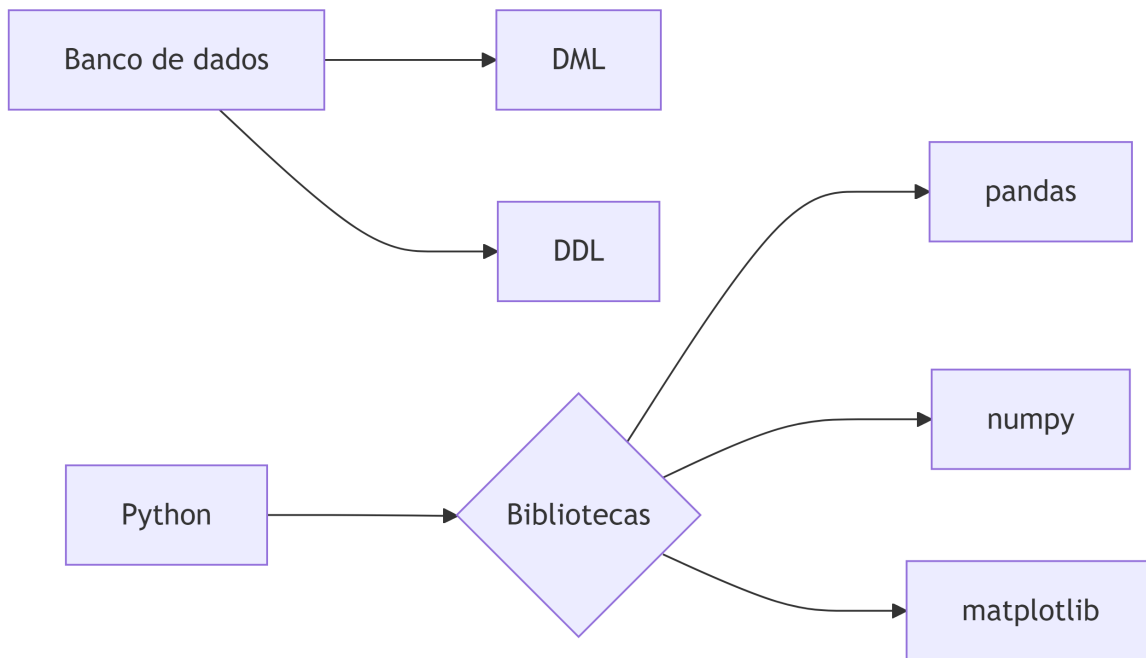 Banco de dados
DML
DDL
pandas
numpy
Python
Bibliotecas
matplotlib